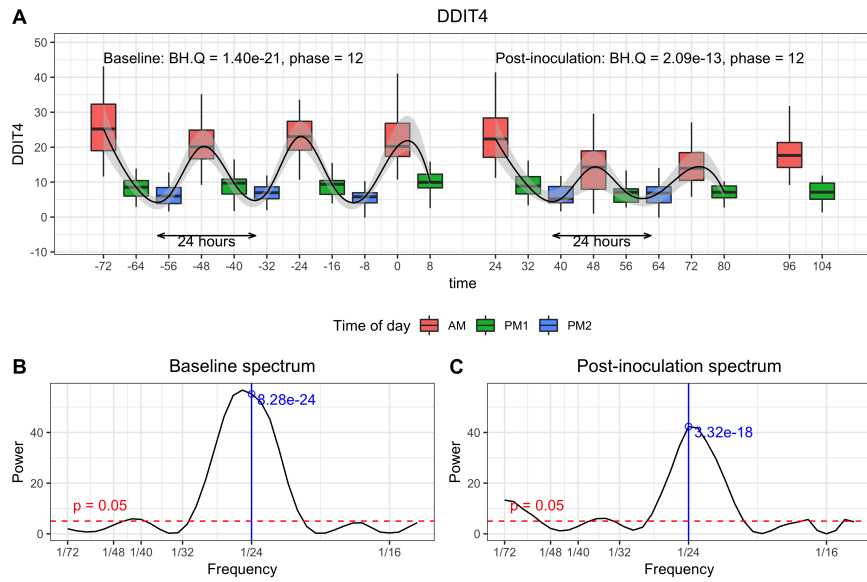 DDIT4
A
Baseline: BH.Q = 1.40e-21, phase = 12
Post-inoculation: BH.Q = 2.09e-13, phase = 12
50
40
30
20
10
0
-10
DDIT4
24 hours
24 hours
-72 -64 -56 -48 -40 -32 -24 -16 -8 0 8 24 32 40 48 56 64 72 80 96 104
time
Time of day AM PM1 PM2
B
Baseline spectrum
8.28e-24
p = 0.05
40
20
0
Power
1/72 1/48 1/40 1/32 1/24 1/16
Frequency
C
Post-inoculation spectrum
3.32e-18
p = 0.05
40
20
0
Power
1/72 1/48 1/40 1/32 1/24 1/16
Frequency